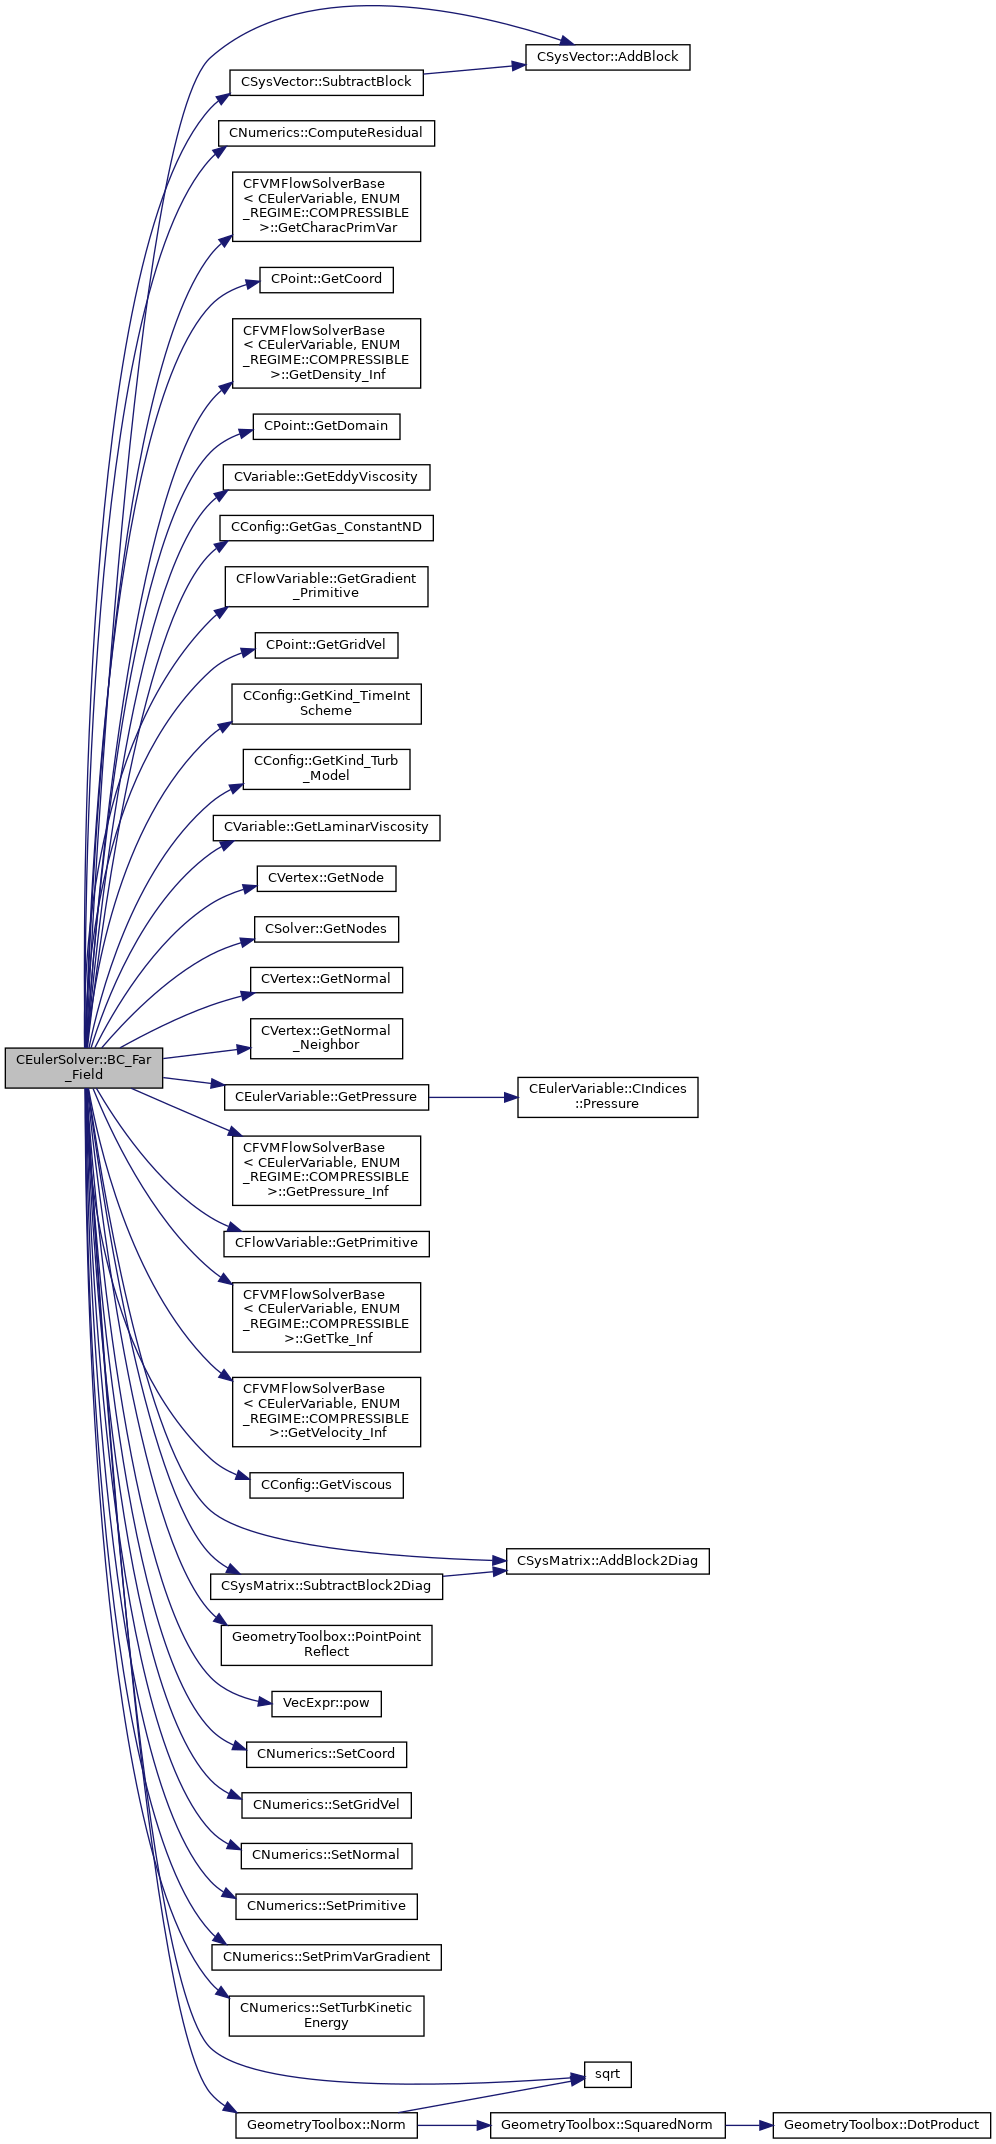 CSysVector::AddBlock
CSysVector::SubtractBlock
CNumerics::ComputeResidual
CFVMFlowSolverBase
< CEulerVariable, ENUM
_REGIME::COMPRESSIBLE
>::GetCharacPrimVar
CPoint::GetCoord
CFVMFlowSolverBase
< CEulerVariable, ENUM
_REGIME::COMPRESSIBLE
>::GetDensity_Inf
CPoint::GetDomain
CVariable::GetEddyViscosity
CConfig::GetGas_ConstantND
CFlowVariable::GetGradient
_Primitive
CPoint::GetGridVel
CConfig::GetKind_TimeInt
Scheme
CConfig::GetKind_Turb
_Model
CVariable::GetLaminarViscosity
CVertex::GetNode
CSolver::GetNodes
CVertex::GetNormal
CVertex::GetNormal
_Neighbor
CEulerSolver::BC_Far
_Field
CEulerVariable::GetPressure
CEulerVariable::CIndices
::Pressure
CFVMFlowSolverBase
< CEulerVariable, ENUM
_REGIME::COMPRESSIBLE
>::GetPressure_Inf
CFlowVariable::GetPrimitive
CFVMFlowSolverBase
< CEulerVariable, ENUM
_REGIME::COMPRESSIBLE
>::GetTke_Inf
CFVMFlowSolverBase
< CEulerVariable, ENUM
_REGIME::COMPRESSIBLE
>::GetVelocity_Inf
CConfig::GetViscous
CSysMatrix::AddBlock2Diag
CSysMatrix::SubtractBlock2Diag
GeometryToolbox::PointPoint
Reflect
VecExpr::pow
CNumerics::SetCoord
CNumerics::SetGridVel
CNumerics::SetNormal
CNumerics::SetPrimitive
CNumerics::SetPrimVarGradient
CNumerics::SetTurbKinetic
Energy
sqrt
GeometryToolbox::Norm
GeometryToolbox::SquaredNorm
GeometryToolbox::DotProduct